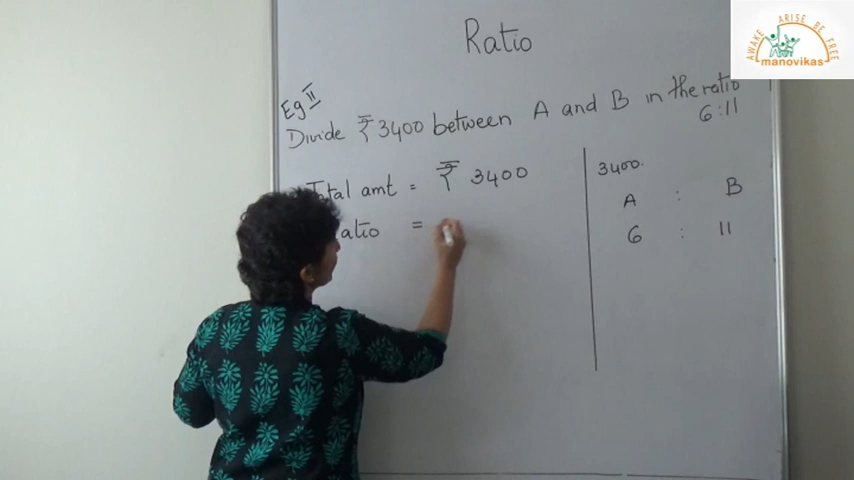 Ratio
AWAKE ARISE BE FREE
manovikas
Eg II
Divide ₹ 3400 between A and B in the ratio
6:11
Total amt = ₹ 3400
atio =
3400.
A : B
6 : 11